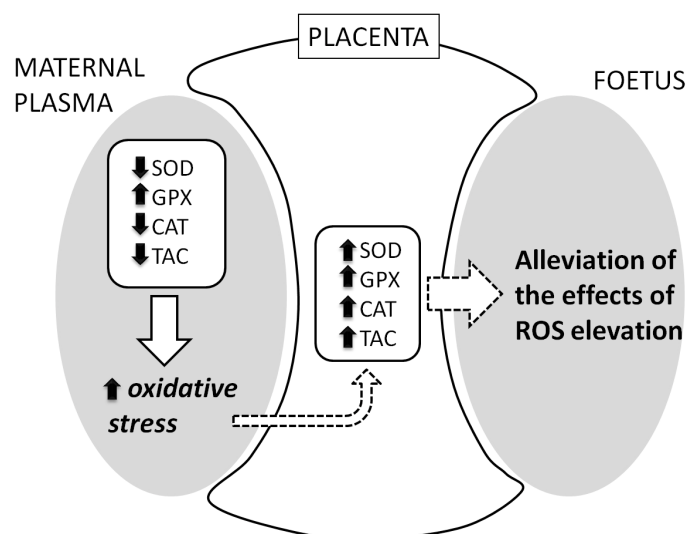 PLACENTA
MATERNAL
PLASMA
FOETUS
SOD
GPX
CAT
TAC
oxidative
stress
SOD
GPX
CAT
TAC
Alleviation of
the effects of
ROS elevation